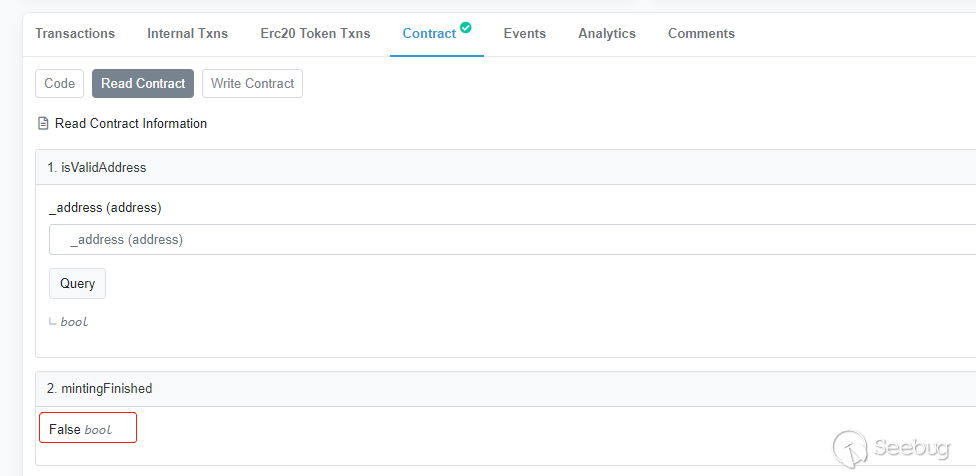 Transactions Internal Txns Erc20 Token Txns Contract Events Analytics Comments
Code Read Contract Write Contract
Read Contract Information
1. isValidAddress
_address (address)
_address (address)
Query
bool
2. mintingFinished
False bool
Seebug